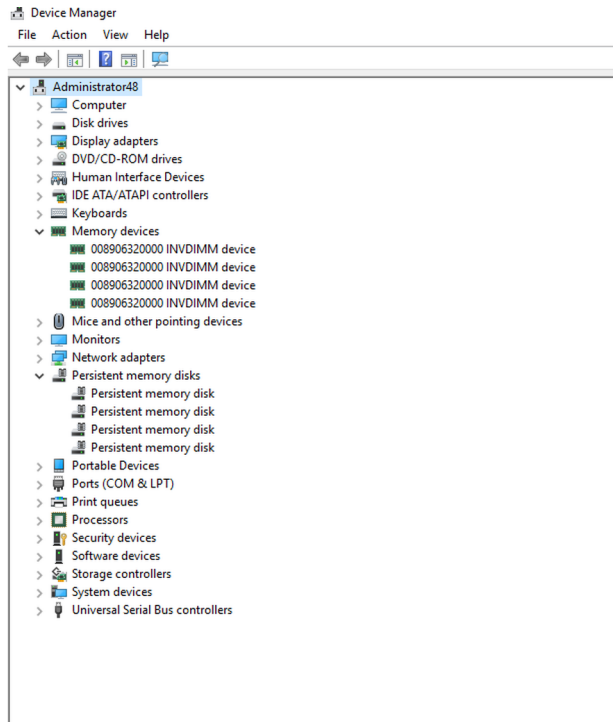 Device Manager
File Action View Help
Administrator48
Computer
Disk drives
Display adapters
DVD/CD-ROM drives
Human Interface Devices
IDE ATA/ATAPI controllers
Keyboards
Memory devices
008906320000 INVDIMM device
008906320000 INVDIMM device
008906320000 INVDIMM device
008906320000 INVDIMM device
Mice and other pointing devices
Monitors
Network adapters
Persistent memory disks
Persistent memory disk
Persistent memory disk
Persistent memory disk
Persistent memory disk
Portable Devices
Ports (COM & LPT)
Print queues
Processors
Security devices
Software devices
Storage controllers
System devices
Universal Serial Bus controllers